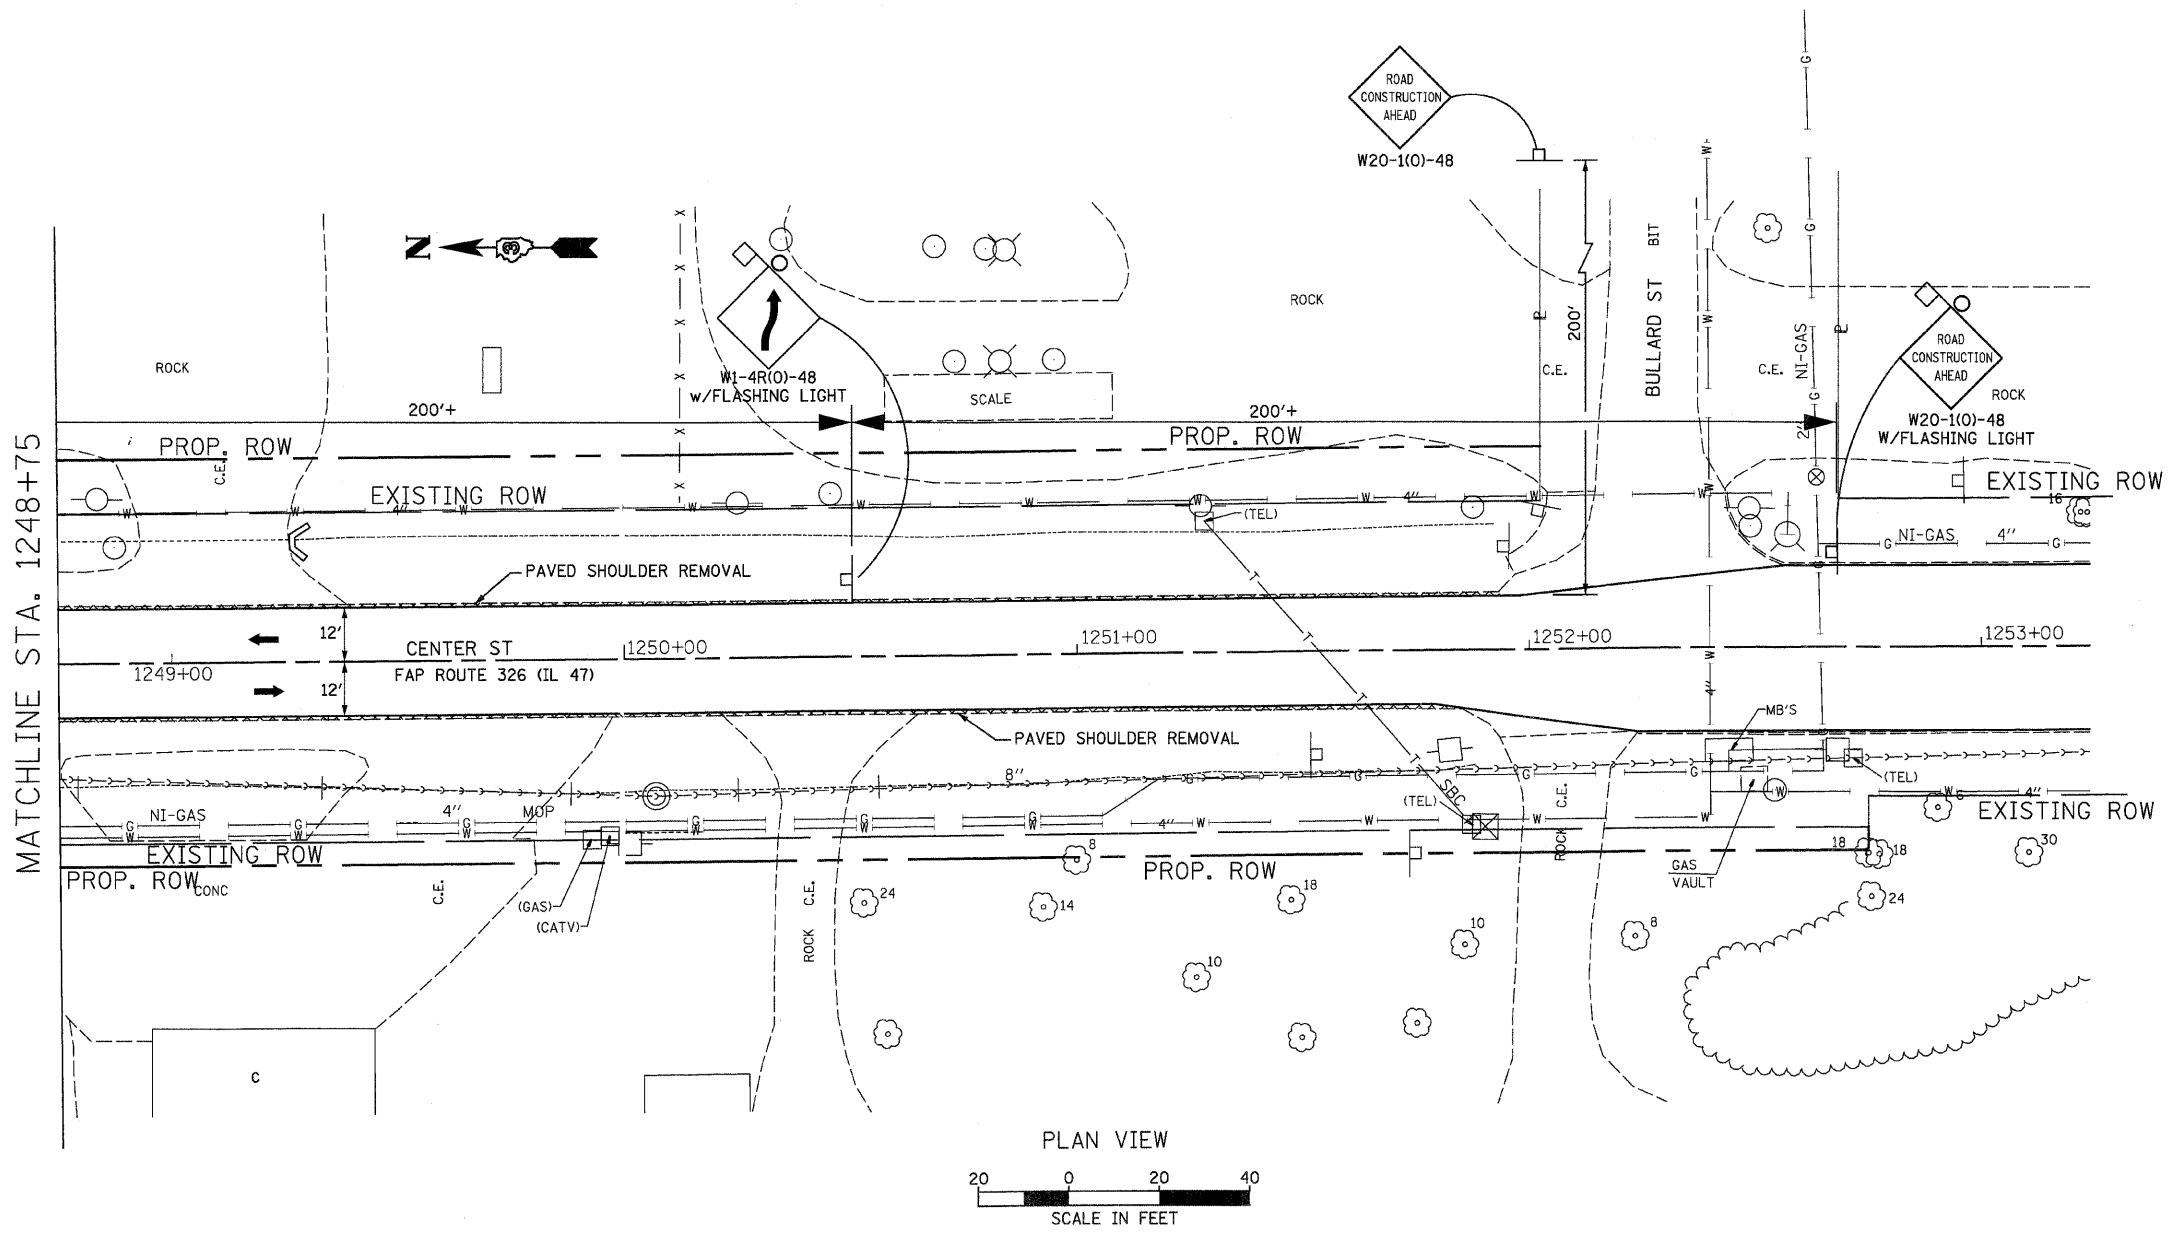 ROAD
CONSTRUCTION
AHEAD
W20-1(O)-48
G
W
N
3
X
BIT
BULLARD ST
ROCK
W1-4R(O)-48
w/FLASHING LIGHT
SCALE
ROCK
C.E.
200'
C.E.
NI-GAS
ROAD
CONSTRUCTION
AHEAD
ROCK
W20-1(O)-48
W/FLASHING LIGHT
200'+
200'+
2"
PROP. ROW
PROP. ROW
C.E.
EXISTING ROW
4"
4"
EXISTING ROW
16
(TEL)
NI-GAS
4"
PAVED SHOULDER REMOVAL
MATCHLINE STA. 1248+75
12'
CENTER ST
1250+00
1251+00
1252+00
1253+00
1249+00
FAP ROUTE 326 (IL 47)
12'
4"
MB'S
PAVED SHOULDER REMOVAL
8"
(TEL)
NI-GAS
4"
MOP
4"
(TEL)
SBC
C.E.
4"
6
EXISTING ROW
EXISTING ROW
ROCK
PROP. ROW
CONC
C.E.
(GAS)
(CATV)
ROCK C.E.
8
PROP. ROW
GAS
VAULT
18
18
30
24
14
18
10
8
24
10
C
PLAN VIEW
20 0 20 40
SCALE IN FEET